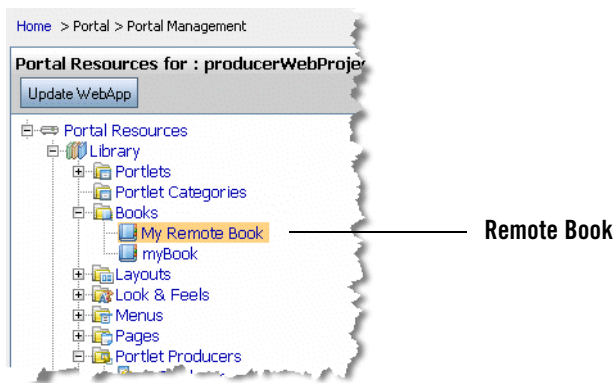 Home > Portal > Portal Management
Portal Resources for : producerWebProje
Update WebApp
Portal Resources
Library
Portlets
Portlet Categories
Books
My Remote Book
Remote Book
myBook
Layouts
Look & Feels
Menus
Pages
Portlet Producers